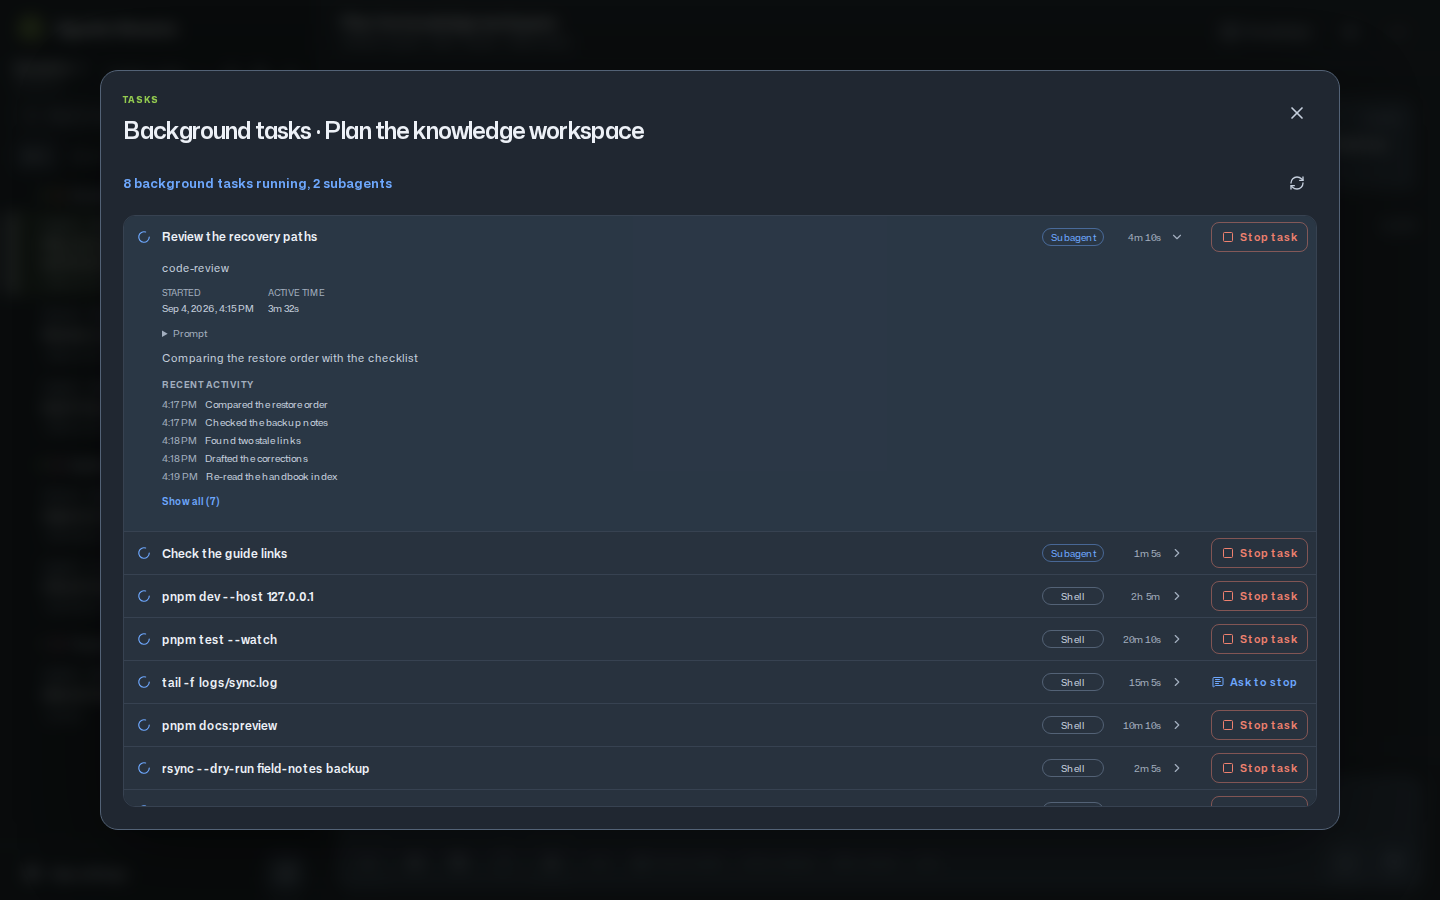 TASKS
Background tasks · Plan the knowledge workspace
8 background tasks running, 2 subagents
Review the recovery paths Subagent 4m 10s Stop task
code-review
STARTED ACTIVE TIME
Sep 4, 2026, 4:15 PM 3m 32s
Prompt
Comparing the restore order with the checklist
RECENT ACTIVITY
4:17 PM Compared the restore order
4:17 PM Checked the backup notes
4:18 PM Found two stale links
4:18 PM Drafted the corrections
4:19 PM Re-read the handbook index
Show all (7)
Check the guide links Subagent 1m 5s Stop task
pnpm dev --host 127.0.0.1 Shell 2h 5m Stop task
pnpm test --watch Shell 20m 10s Stop task
tail -f logs/sync.log Shell 15m 5s Ask to stop
pnpm docs:preview Shell 10m 10s Stop task
rsync --dry-run field-notes backup Shell 2m 5s Stop task